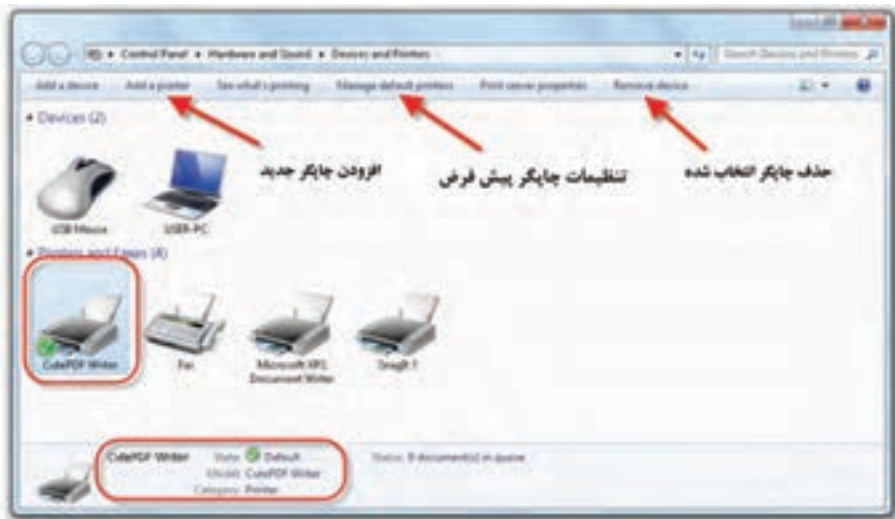 Control Panel ▸ Hardware and Sound ▸ Devices and Printers
Search Devices and Printers
Add a device Add a printer See what's printing Manage default printers Print server properties Remove device
Devices (2)
افزودن چاپگر جدید
تنظیمات چاپگر پیش فرض
حذف چاپگر انتخاب شده
USB Mouse USER-PC
Printers and Faxes (4)
CutePDF Writer Fax Microsoft XPS Document Writer
CutePDF Writer State: Default Status: 0 document(s) in queue
Model: CutePDF Writer
Category: Printer